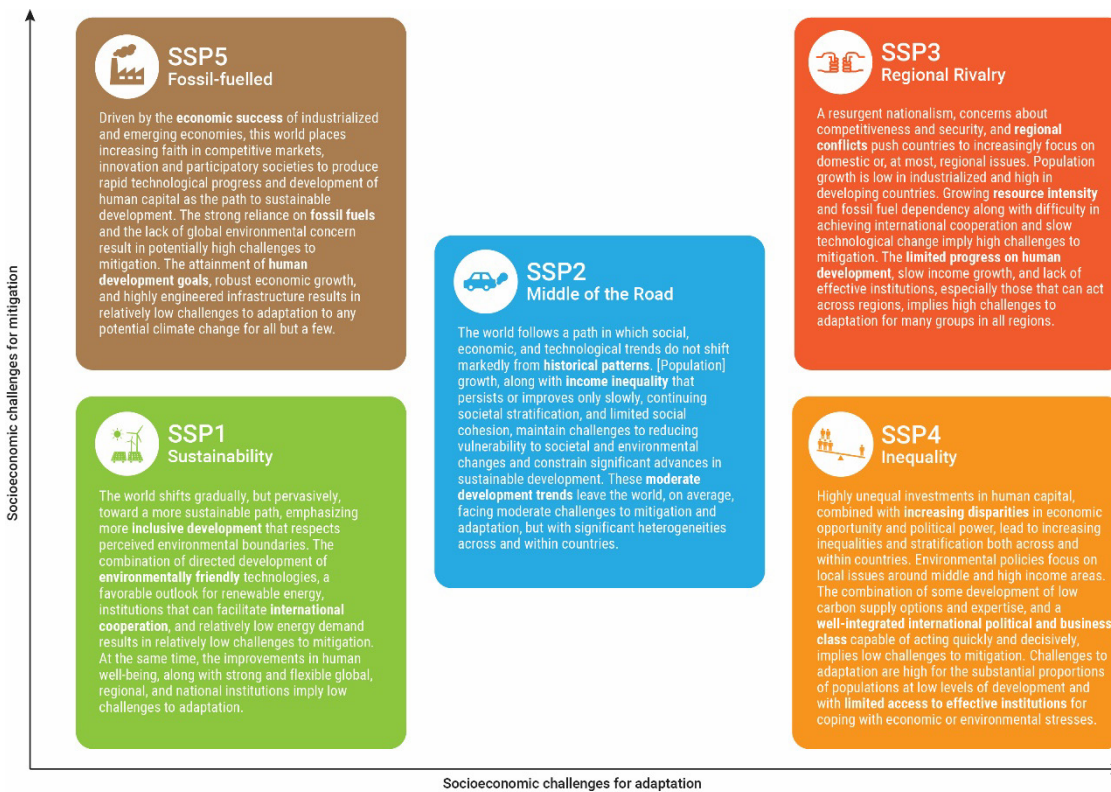 SSP5
Fossil-fuelled
Driven by the economic success of industrialized
and emerging economies, this world places
increasing faith in competitive markets,
innovation and participatory societies to produce
rapid technological progress and development of
human capital as the path to sustainable
development. The strong reliance on fossil fuels
and the lack of global environmental concern
result in potentially high challenges to
mitigation. The attainment of human
development goals, robust economic growth,
and highly engineered infrastructure results in
relatively low challenges to adaptation to any
potential climate change for all but a few.
SSP3
Regional Rivalry
A resurgent nationalism, concerns about
competitiveness and security, and regional
conflicts push countries to increasingly focus on
domestic or, at most, regional issues. Population
growth is low in industrialized and high in
developing countries. Growing resource intensity
and fossil fuel dependency along with difficulty in
achieving international cooperation and slow
technological change imply high challenges to
mitigation. The limited progress on human
development, slow income growth, and lack of
effective institutions, especially those that can act
across regions, implies high challenges to
adaptation for many groups in all regions.
SSP2
Middle of the Road
The world follows a path in which social,
economic, and technological trends do not shift
markedly from historical patterns. [Population]
growth, along with income inequality that
persists or improves only slowly, continuing
societal stratification, and limited social
cohesion, maintain challenges to reducing
vulnerability to societal and environmental
changes and constrain significant advances in
sustainable development. These moderate
development trends leave the world, on average,
facing moderate challenges to mitigation and
adaptation, but with significant heterogeneities
across and within countries.
SSP1
Sustainability
The world shifts gradually, but pervasively,
toward a more sustainable path, emphasizing
more inclusive development that respects
perceived environmental boundaries. The
combination of directed development of
environmentally friendly technologies, a
favorable outlook for renewable energy,
institutions that can facilitate international
cooperation, and relatively low energy demand
results in relatively low challenges to mitigation.
At the same time, the improvements in human
well-being, along with strong and flexible global,
regional, and national institutions imply low
challenges to adaptation.
SSP4
Inequality
Highly unequal investments in human capital,
combined with increasing disparities in economic
opportunity and political power, lead to increasing
inequalities and stratification both across and
within countries. Environmental policies focus on
local issues around middle and high income areas.
The combination of some development of low
carbon supply options and expertise, and a
well-integrated international political and business
class capable of acting quickly and decisively,
implies low challenges to mitigation. Challenges to
adaptation are high for the substantial proportions
of populations at low levels of development and
with limited access to effective institutions for
coping with economic or environmental stresses.
Socioeconomic challenges for mitigation
Socioeconomic challenges for adaptation